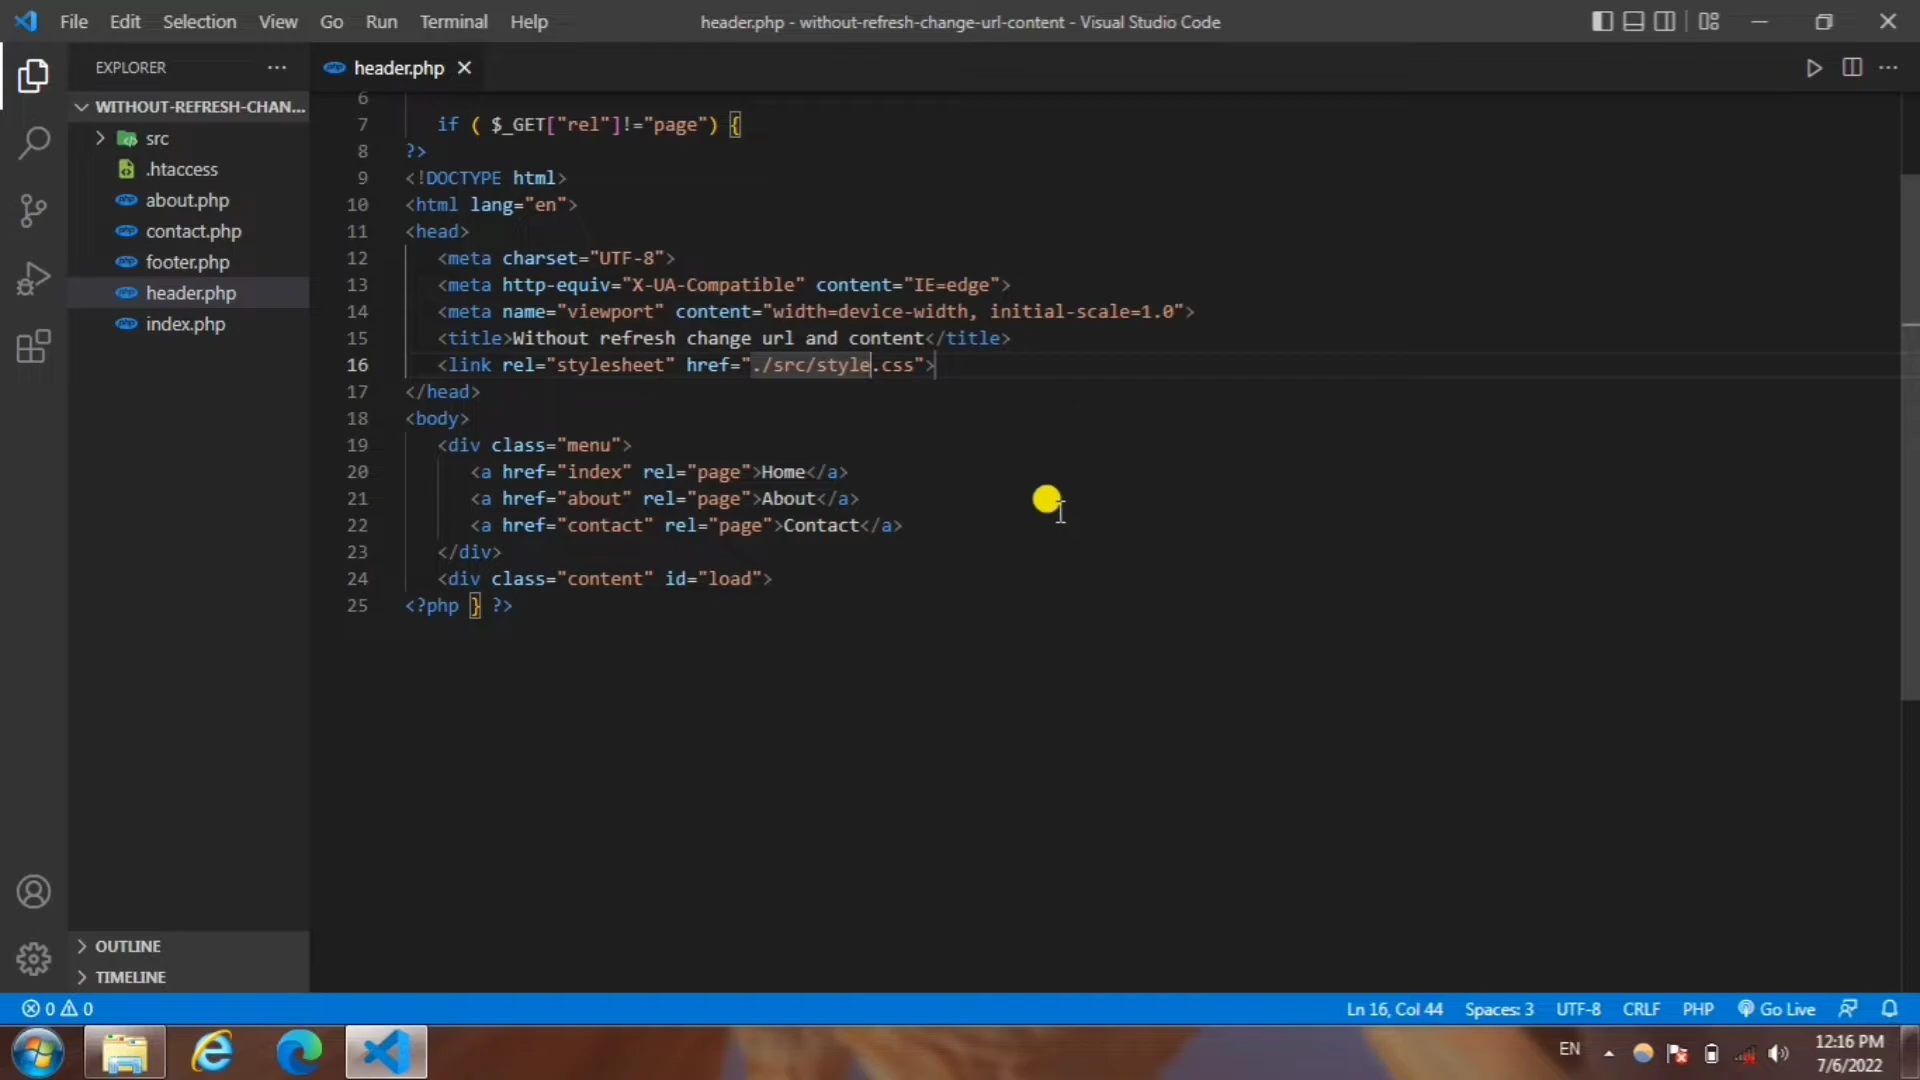 File Edit Selection View Go Run Terminal Help
header.php - without-refresh-change-url-content - Visual Studio Code
EXPLORER
WITHOUT-REFRESH-CHAN...
src
.htaccess
about.php
contact.php
footer.php
header.php
index.php
OUTLINE
TIMELINE
header.php
6
7 if ( $_GET["rel"]!="page") {
8 ?>
9 <!DOCTYPE html>
10 <html lang="en">
11 <head>
12 <meta charset="UTF-8">
13 <meta http-equiv="X-UA-Compatible" content="IE=edge">
14 <meta name="viewport" content="width=device-width, initial-scale=1.0">
15 <title>Without refresh change url and content</title>
16 <link rel="stylesheet" href="./src/style.css">
17 </head>
18 <body>
19 <div class="menu">
20 <a href="index" rel="page">Home</a>
21 <a href="about" rel="page">About</a>
22 <a href="contact" rel="page">Contact</a>
23 </div>
24 <div class="content" id="load">
25 <?php } ?>
0 0
Ln 16, Col 44 Spaces: 3 UTF-8 CRLF PHP Go Live
EN
12:16 PM
7/6/2022